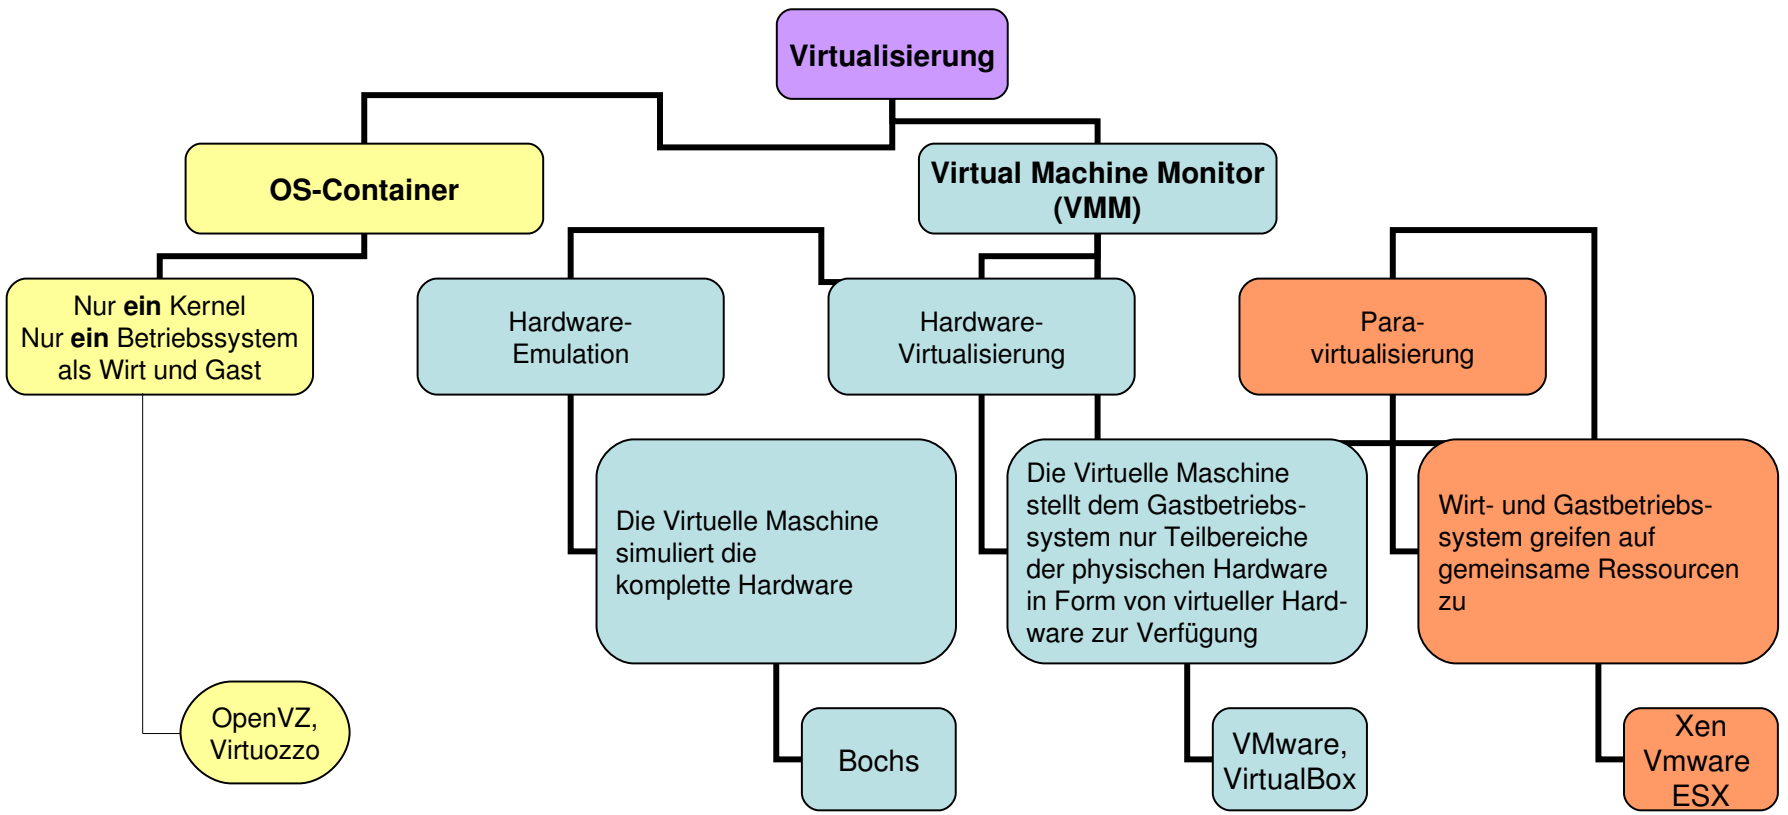 Virtualisierung
OS-Container
Virtual Machine Monitor
(VMM)
Nur ein Kernel
Nur ein Betriebssystem
als Wirt und Gast
Hardware-
Emulation
Hardware-
Virtualisierung
Para-
virtualisierung
Die Virtuelle Maschine
simuliert die
komplette Hardware
Die Virtuelle Maschine
stellt dem Gastbetriebs-
system nur Teilbereiche
der physischen Hardware
in Form von virtueller Hard-
ware zur Verfügung
Wirt- und Gastbetriebs-
system greifen auf
gemeinsame Ressourcen
zu
OpenVZ,
Virtuozzo
Bochs
VMware,
VirtualBox
Xen
Vmware
ESX